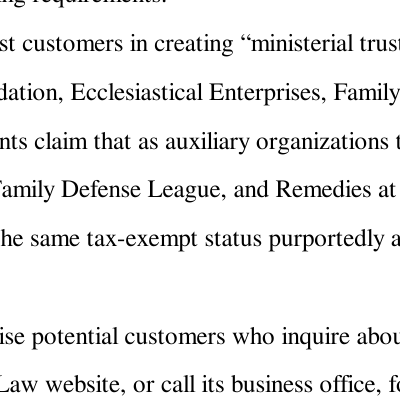 ng requirements.
st customers in creating “ministerial trust
dation, Ecclesiastical Enterprises, Family
nts claim that as auxiliary organizations t
Family Defense League, and Remedies at
he same tax-exempt status purportedly a
ise potential customers who inquire abou
Law website, or call its business office, fo